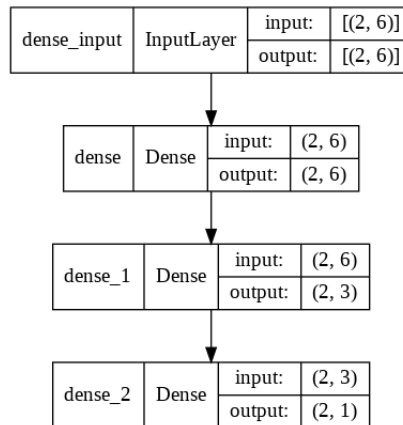 dense_input InputLayer input: [(2, 6)]
output: [(2, 6)]
dense Dense input: (2, 6)
output: (2, 6)
dense_1 Dense input: (2, 6)
output: (2, 3)
dense_2 Dense input: (2, 3)
output: (2, 1)